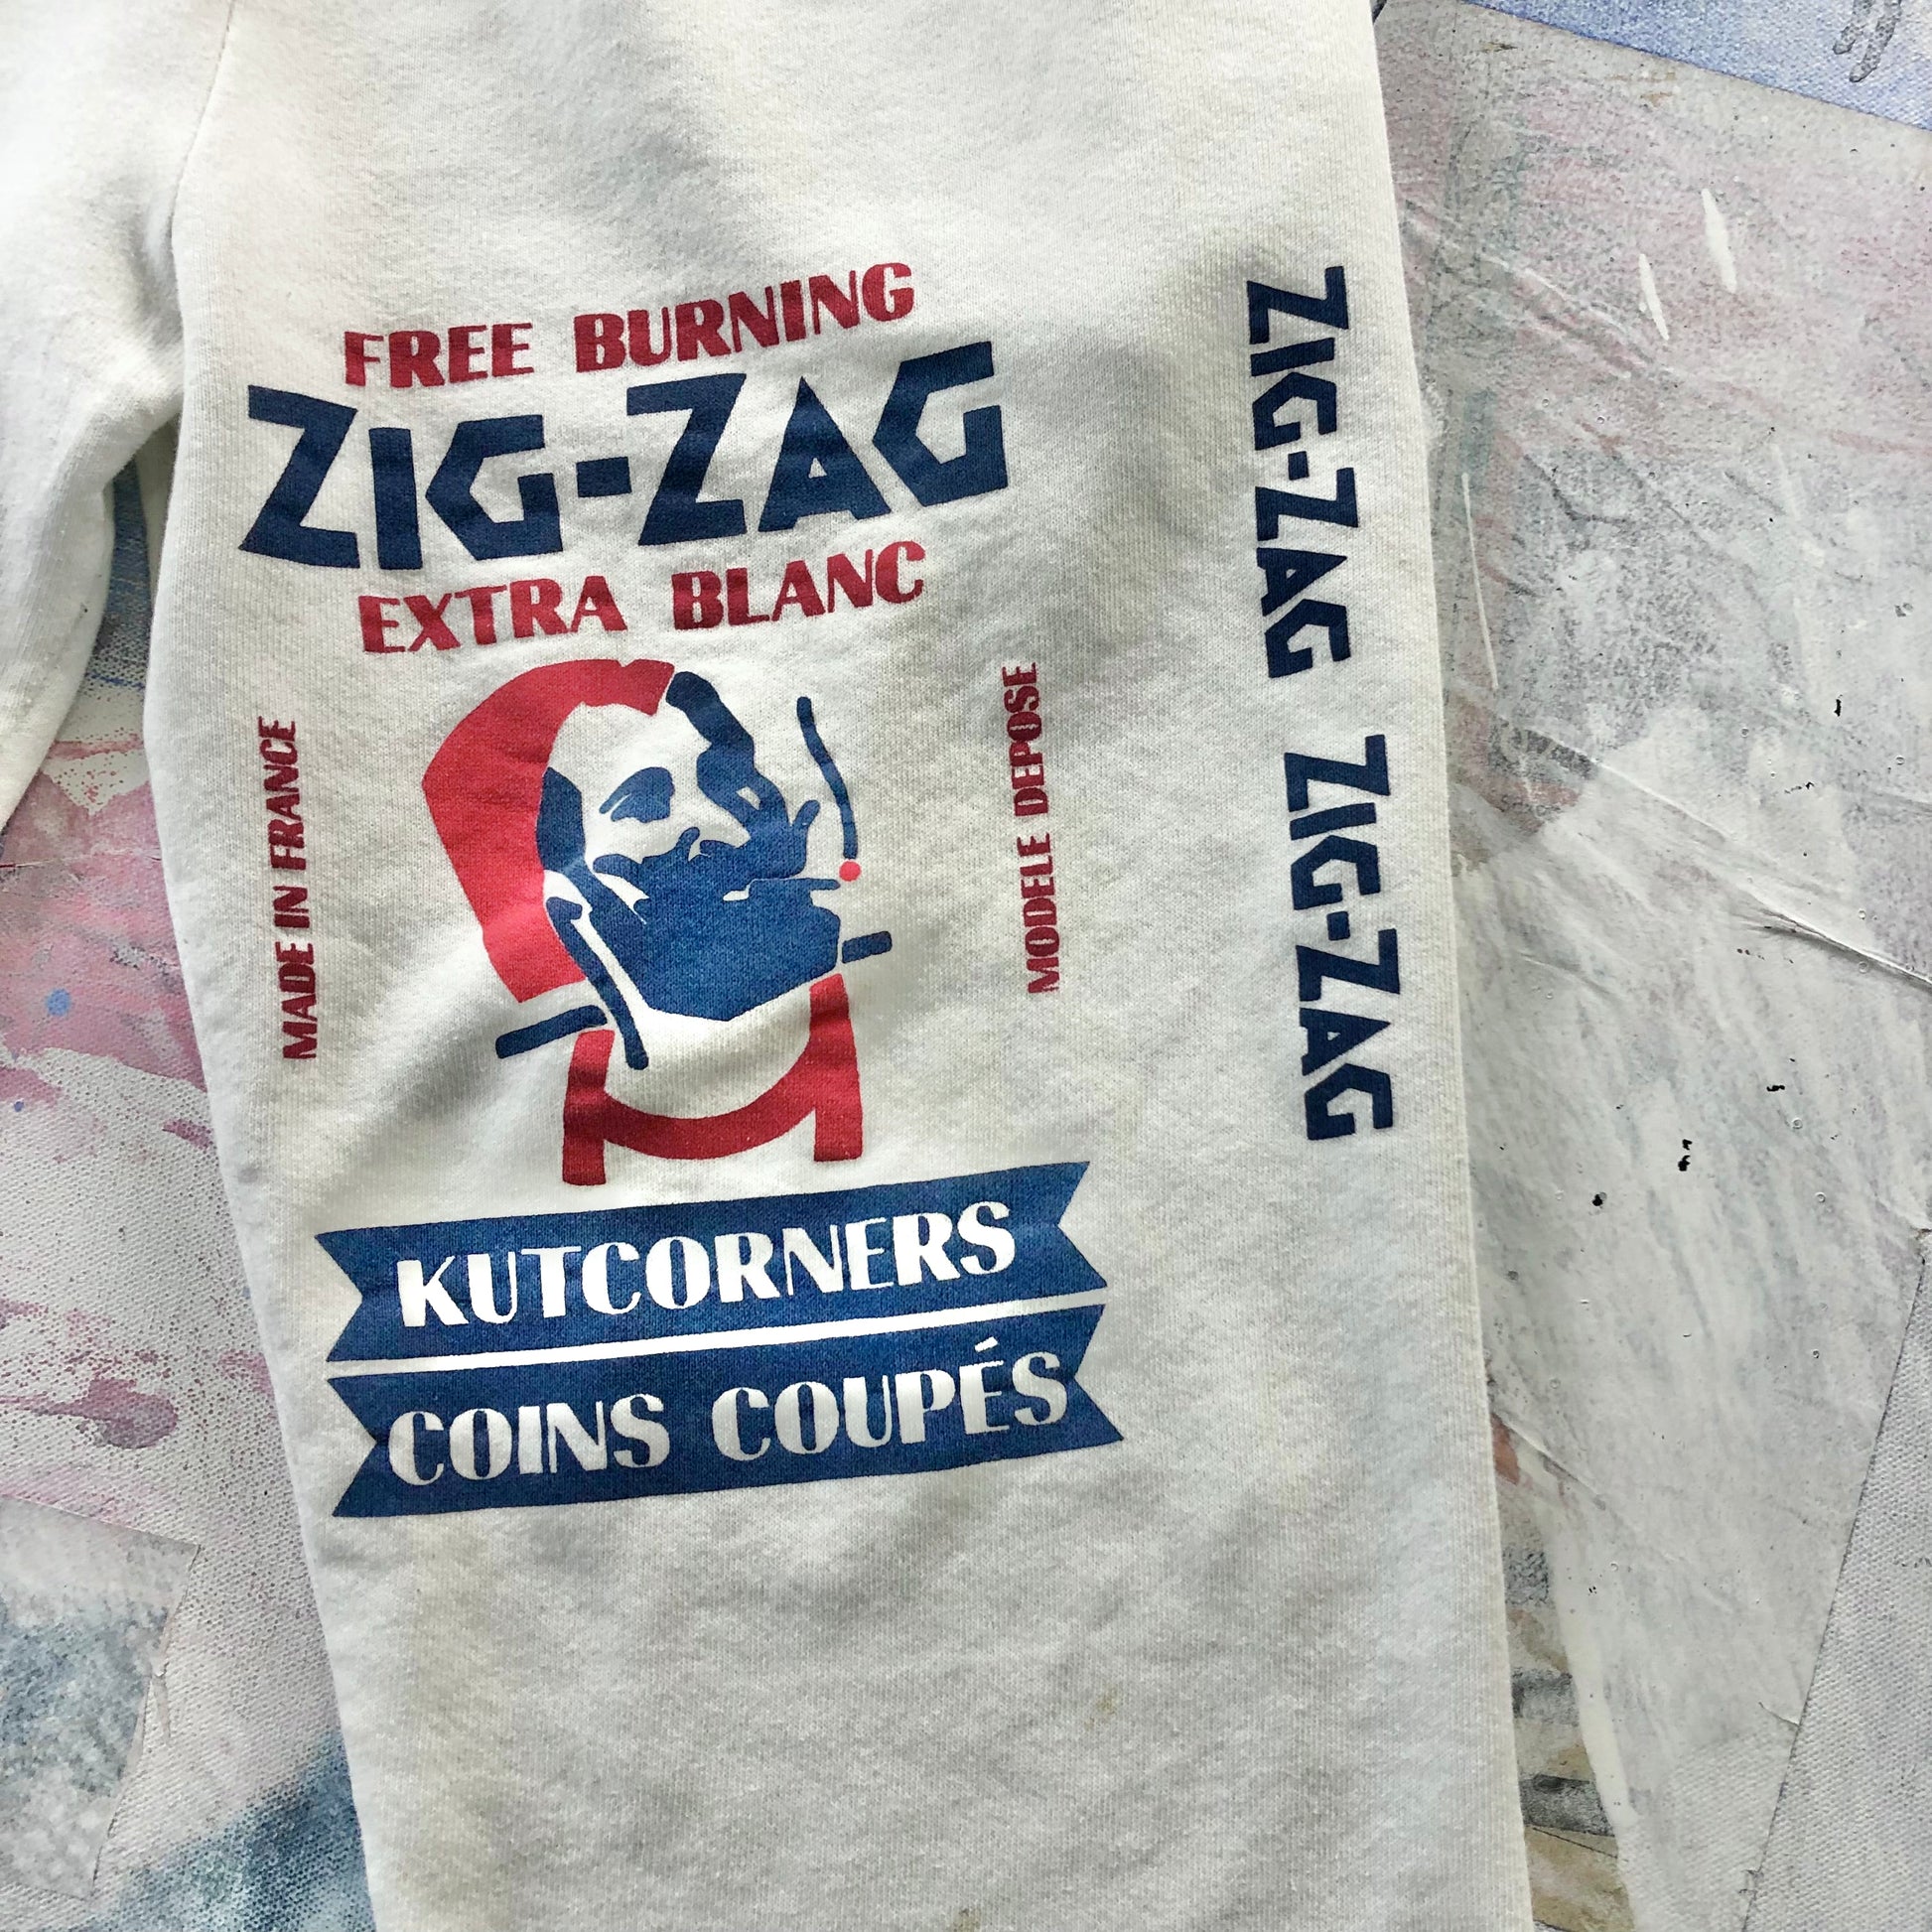 FREE BURNING
ZIG-ZAG
EXTRA BLANC
MADE IN FRANCE
MODELE DEPOSE
KUTCORNERS
COINS COUPÉS
ZIG-ZAG ZIG-ZAG